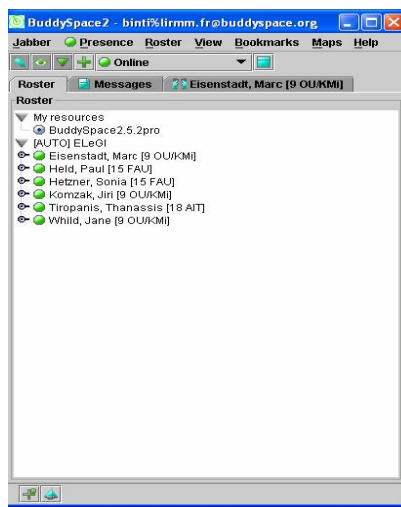 BuddySpace2 - binti%lirmm.fr@buddyspace.org
Jabber Presence Roster View Bookmarks Maps Help
Online
Roster Messages Eisenstadt, Marc [9 OU/KMi]
Roster
My resources
BuddySpace2.5.2pro
[AUTO] ELeGI
Eisenstadt, Marc [9 OU/KMi]
Held, Paul [15 FAU]
Hetzner, Sonia [15 FAU]
Komzak, Jiri [9 OU/KMi]
Tiropanis, Thanassis [18 AIT]
Whild, Jane [9 OU/KMi]